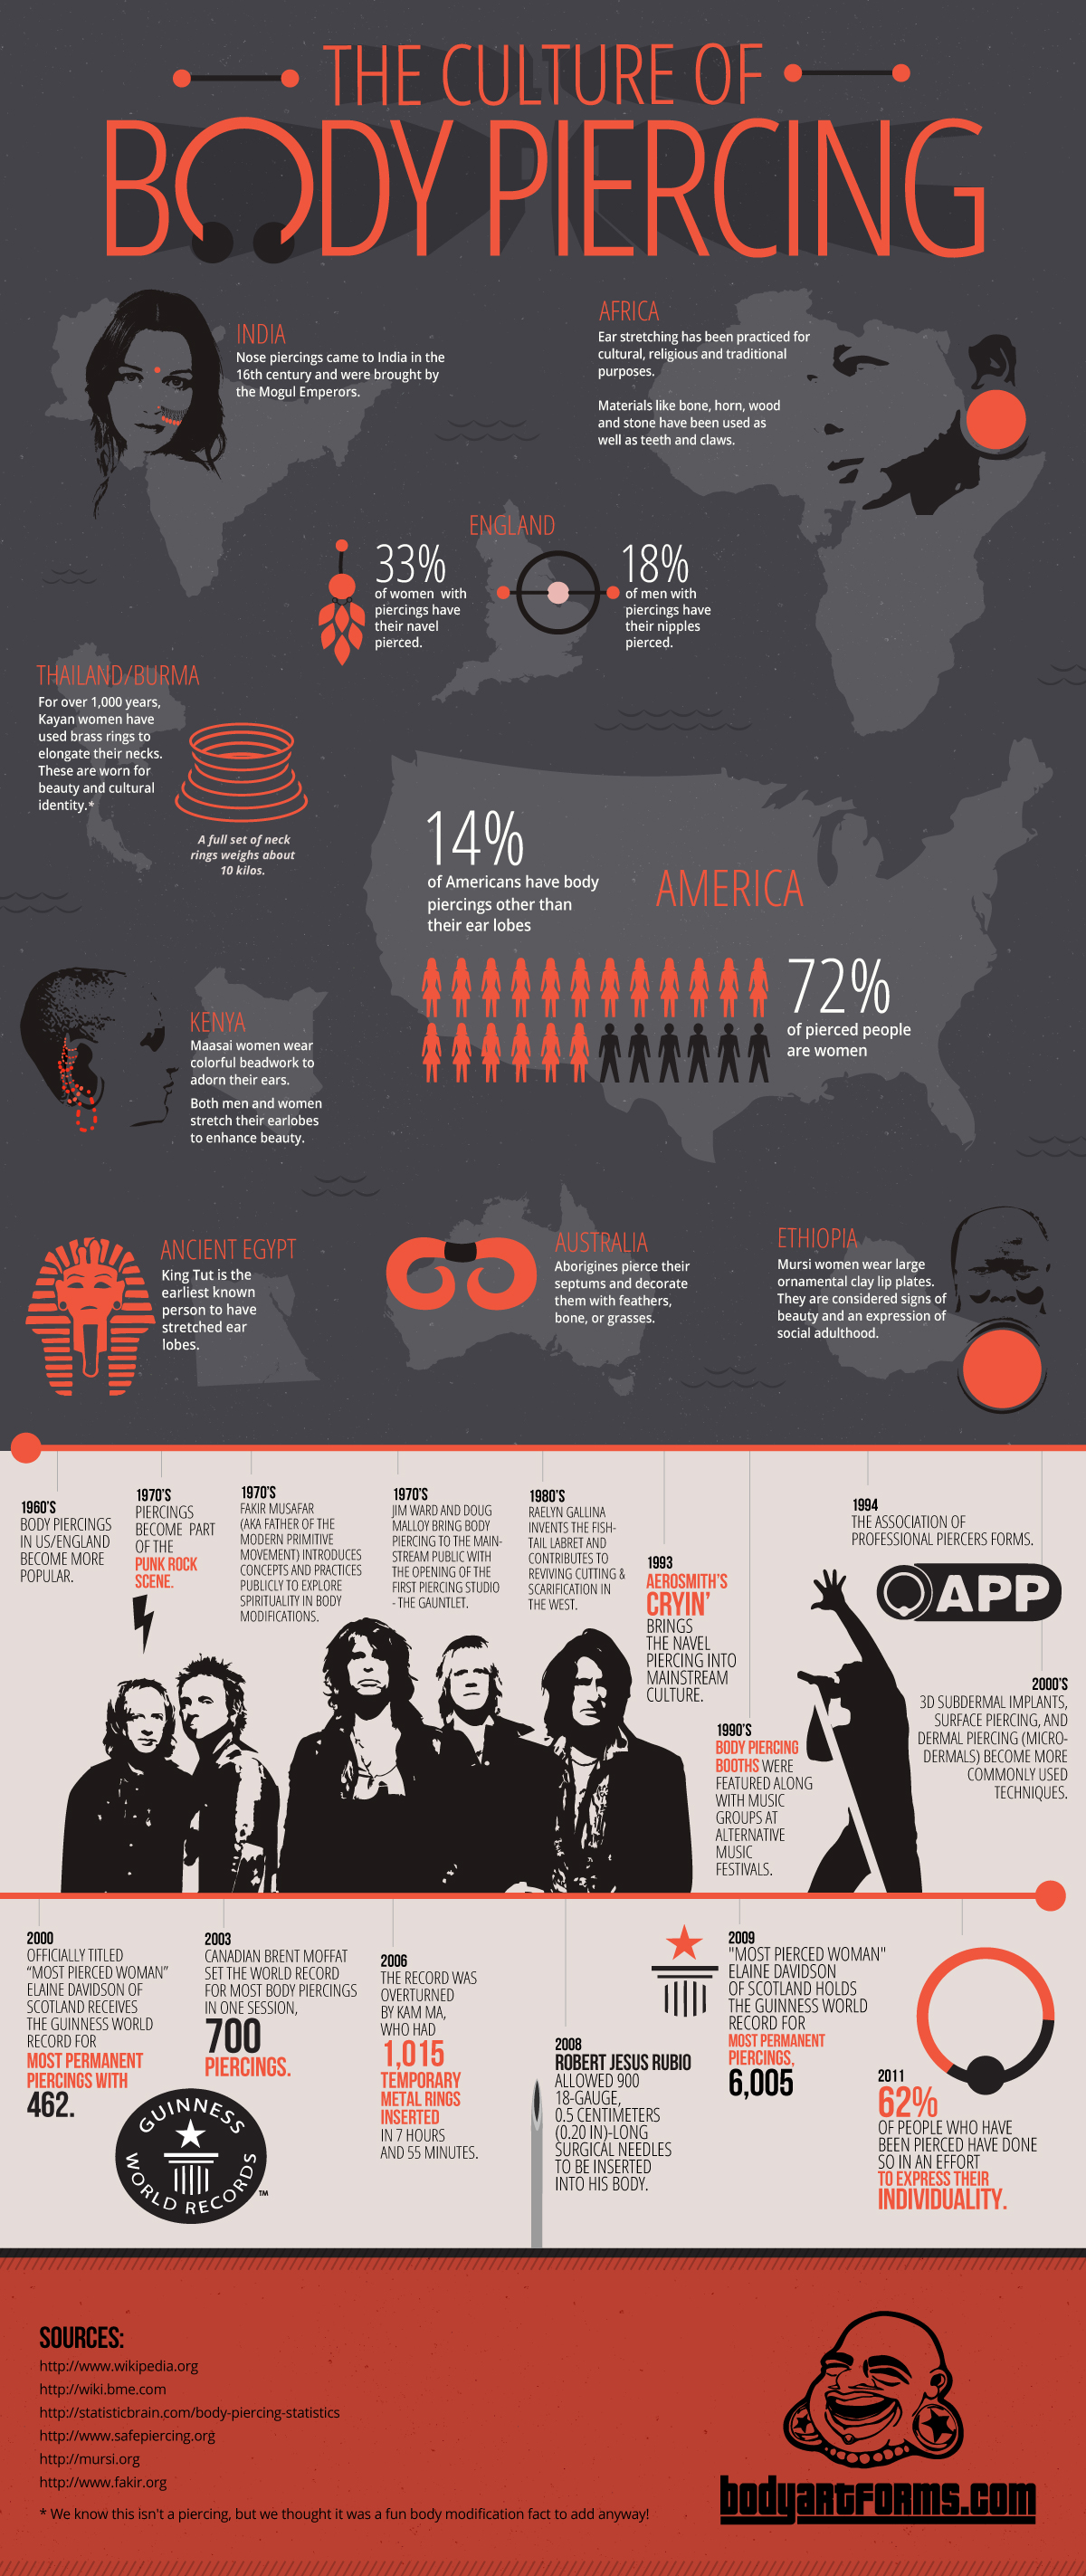 THE CULTURE OF
BODY PIERCING
INDIA
Nose piercings came to India in the
16th century and were brought by
the Mogul Emperors.
AFRICA
Ear stretching has been practiced for
cultural, religious and traditional
purposes.
Materials like bone, horn, wood
and stone have been used as
well as teeth and claws.
ENGLAND
33%
of women with
piercings have
their navel
pierced.
18%
of men with
piercings have
their nipples
pierced.
THAILAND/BURMA
For over 1,000 years,
Kayan women have
used brass rings to
elongate their necks.
These are worn for
beauty and cultural
identity.*
A full set of neck
rings weighs about
10 kilos.
14%
of Americans have body
piercings other than
their ear lobes
AMERICA
72%
of pierced people
are women
KENYA
Maasai women wear
colorful beadwork to
adorn their ears.
Both men and women
stretch their earlobes
to enhance beauty.
ANCIENT EGYPT
King Tut is the
earliest known
person to have
stretched ear
lobes.
AUSTRALIA
Aborigines pierce their
septums and decorate
them with feathers,
bone, or grasses.
ETHIOPIA
Mursi women wear large
ornamental clay lip plates.
They are considered signs of
beauty and an expression of
social adulthood.
1960'S
BODY PIERCINGS
IN US/ENGLAND
BECOME MORE
POPULAR.
1970'S
PIERCINGS
BECOME PART
OF THE
PUNK ROCK
SCENE.
1970'S
FAKIR MUSAFAR
(AKA FATHER OF THE
MODERN PRIMITIVE
MOVEMENT) INTRODUCES
CONCEPTS AND PRACTICES
PUBLICLY TO EXPLORE
SPIRITUALITY IN BODY
MODIFICATIONS.
1970'S
JIM WARD AND DOUG
MALLOY BRING BODY
PIERCING TO THE MAIN-
STREAM PUBLIC WITH
THE OPENING OF THE
FIRST PIERCING STUDIO
- THE GAUNTLET.
1980'S
RAELYN GALLINA
INVENTS THE FISH-
TAIL LABRET AND
CONTRIBUTES TO
REVIVING CUTTING &
SCARIFICATION IN
THE WEST.
1993
AEROSMITH'S
CRYIN'
BRINGS
THE NAVEL
PIERCING INTO
MAINSTREAM
CULTURE.
1990'S
BODY PIERCING
BOOTHS WERE
FEATURED ALONG
WITH MUSIC
GROUPS AT
ALTERNATIVE
MUSIC
FESTIVALS.
1994
THE ASSOCIATION OF
PROFESSIONAL PIERCERS FORMS.
APP
2000'S
3D SUBDERMAL IMPLANTS,
SURFACE PIERCING, AND
DERMAL PIERCING (MICRO-
DERMALS) BECOME MORE
COMMONLY USED
TECHNIQUES.
2000
OFFICIALLY TITLED
"MOST PIERCED WOMAN"
ELAINE DAVIDSON OF
SCOTLAND RECEIVES
THE GUINNESS WORLD
RECORD FOR
MOST PERMANENT
PIERCINGS WITH
462.
GUINNESS
WORLD RECORDS
TM
2003
CANADIAN BRENT MOFFAT
SET THE WORLD RECORD
FOR MOST BODY PIERCINGS
IN ONE SESSION,
700
PIERCINGS.
2006
THE RECORD WAS
OVERTURNED
BY KAM MA,
WHO HAD
1,015
TEMPORARY
METAL RINGS
INSERTED
IN 7 HOURS
AND 55 MINUTES.
2008
ROBERT JESUS RUBIO
ALLOWED 900
18-GAUGE,
0.5 CENTIMETERS
(0.20 IN)-LONG
SURGICAL NEEDLES
TO BE INSERTED
INTO HIS BODY.
2009
"MOST PIERCED WOMAN"
ELAINE DAVIDSON
OF SCOTLAND HOLDS
THE GUINNESS WORLD
RECORD FOR
MOST PERMANENT
PIERCINGS,
6,005
2011
62%
OF PEOPLE WHO HAVE
BEEN PIERCED HAVE DONE
SO IN AN EFFORT
TO EXPRESS THEIR
INDIVIDUALITY.
SOURCES:
http://www.wikipedia.org
http://wiki.bme.com
http://statisticbrain.com/body-piercing-statistics
http://www.safepiercing.org
http://mursi.org
http://www.fakir.org
* We know this isn't a piercing, but we thought it was a fun body modification fact to add anyway!
bodyartforms.com